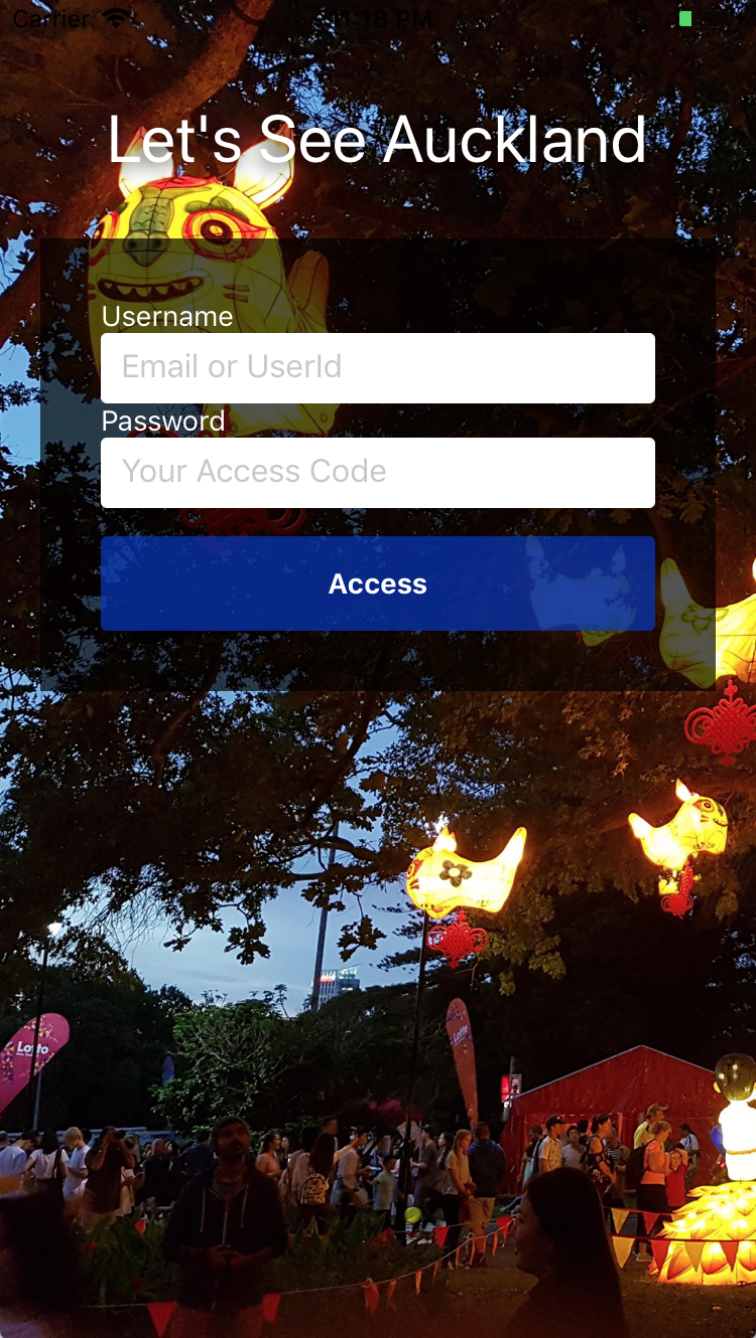 Carrier 11:18 PM
Let's See Auckland
Username
Email or UserId
Password
Your Access Code
Access
Lotto